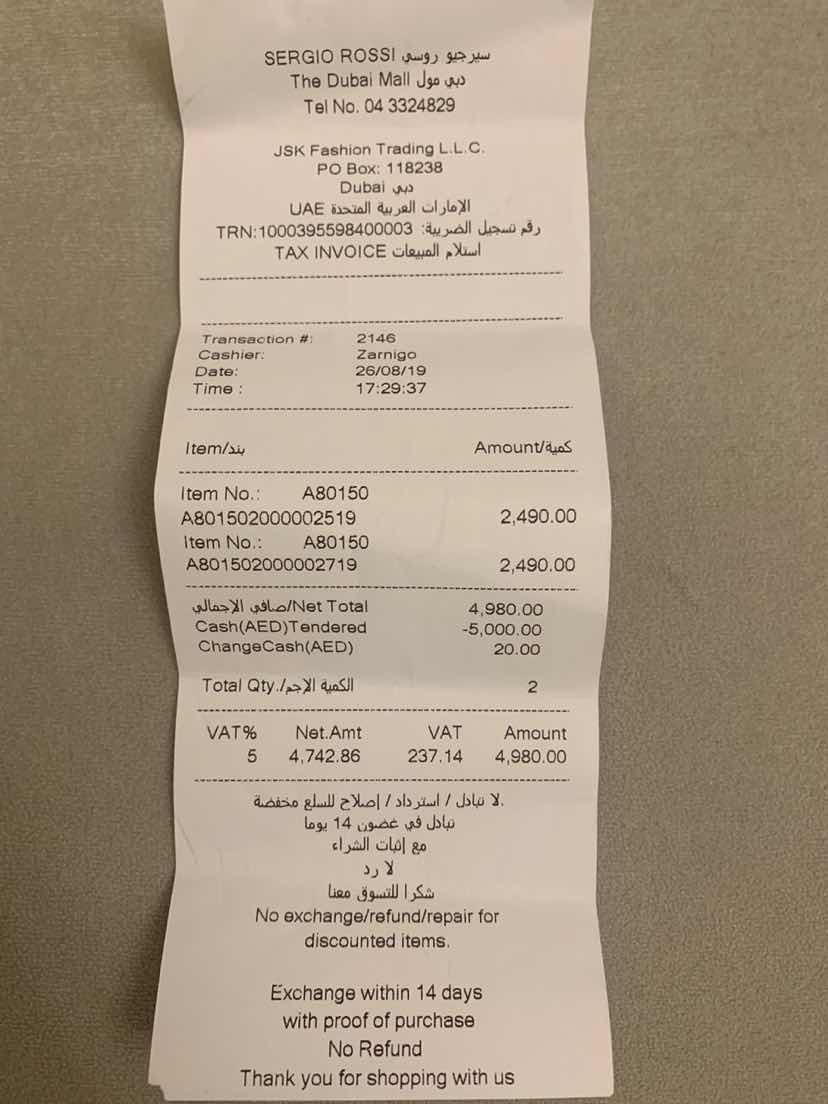 SERGIO ROSSI سيرجيو روسي
The Dubai Mall دبي مول
Tel No. 04 3324829
JSK Fashion Trading L.L.C.
PO Box: 118238
Dubai دبي
UAE الإمارات العربية المتحدة
TRN:1000395598400003 :رقم تسجيل الضريبة
TAX INVOICE استلام المبيعات
Transaction #: 2146
Cashier: Zarnigo
Date: 26/08/19
Time : 17:29:37
Item/بند Amount/كمية
Item No.: A80150
A801502000002519 2,490.00
Item No.: A80150
A801502000002719 2,490.00
صافي الإجمالي/Net Total 4,980.00
Cash(AED)Tendered -5,000.00
ChangeCash(AED) 20.00
Total Qty./الكمية الإجم 2
VAT% Net.Amt VAT Amount
5 4,742.86 237.14 4,980.00
لا تبادل / استرداد / إصلاح للسلع مخفضة.
تبادل في غضون 14 يوما
مع إثبات الشراء
لا رد
شكرا للتسوق معنا
No exchange/refund/repair for
discounted items.
Exchange within 14 days
with proof of purchase
No Refund
Thank you for shopping with us